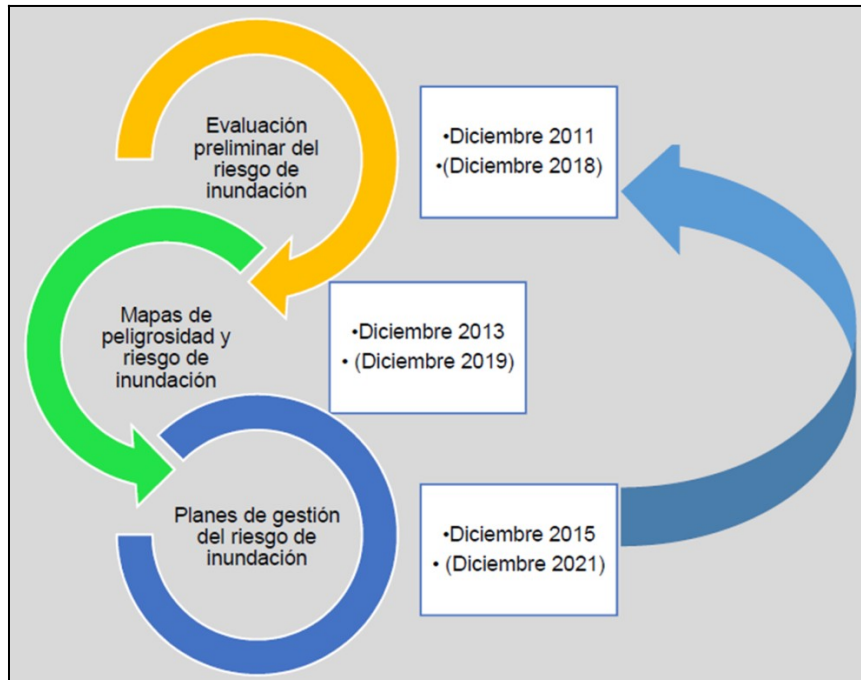 Evaluación
preliminar del
riesgo de
inundación
•Diciembre 2011
•(Diciembre 2018)
Mapas de
peligrosidad y
riesgo de
inundación
•Diciembre 2013
• (Diciembre 2019)
Planes de gestión
del riesgo de
inundación
•Diciembre 2015
• (Diciembre 2021)